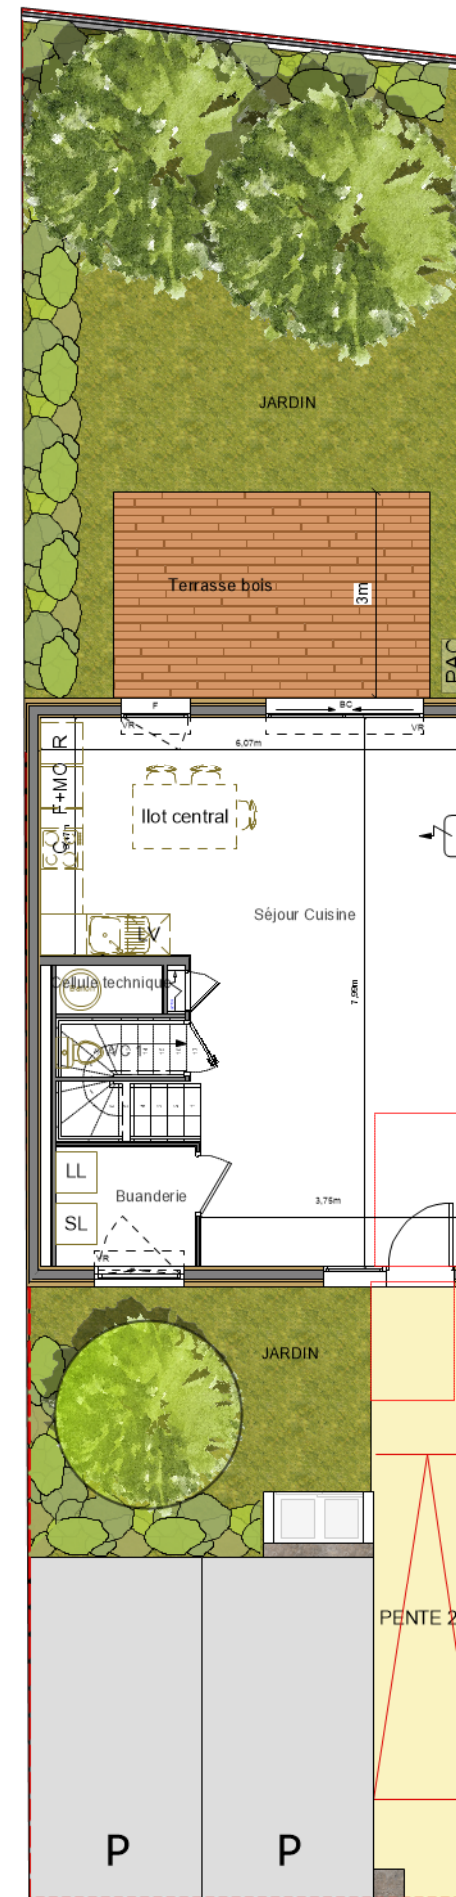 JARDIN
Terrasse bois
3m
PAC
F
BC
VR
VR
6,07m
R
F+MO
C
Ilot central
Séjour Cuisine
LV
Cellule technique
7,99m
WC 1
LL
Buanderie
SL
3,75m
VR
JARDIN
PENTE 2
P
P